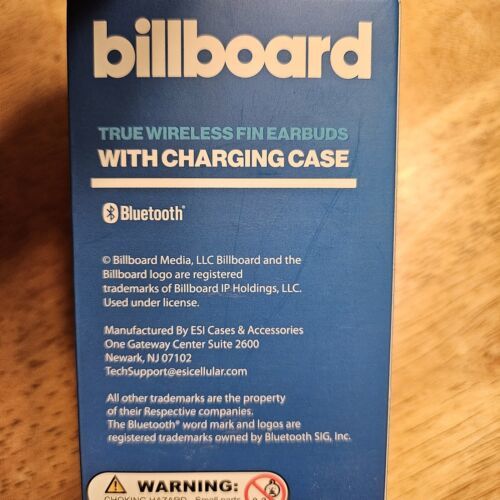 billboard
TRUE WIRELESS FIN EARBUDS
WITH CHARGING CASE
Bluetooth®
© Billboard Media, LLC Billboard and the
Billboard logo are registered
trademarks of Billboard IP Holdings, LLC.
Used under license.
Manufactured By ESI Cases & Accessories
One Gateway Center Suite 2600
Newark, NJ 07102
TechSupport@esicellular.com
All other trademarks are the property
of their Respective companies.
The Bluetooth® word mark and logos are
registered trademarks owned by Bluetooth SIG, Inc.
WARNING:
CHOKING HAZARD - Small parts